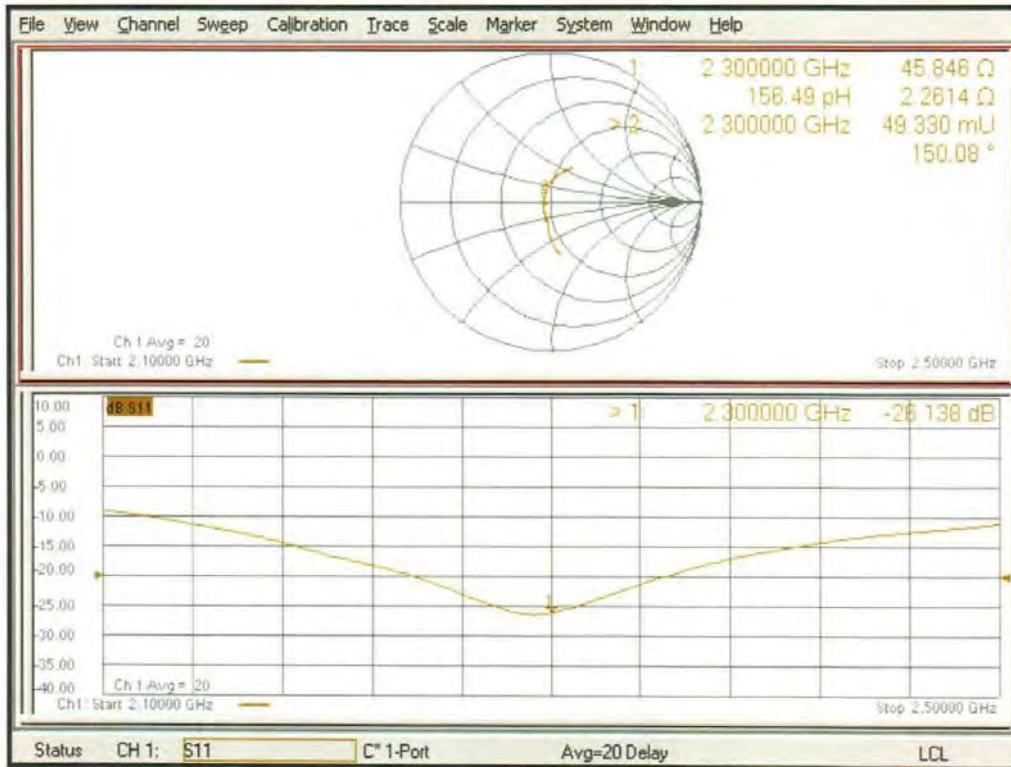 File View Channel Sweep Calibration Trace Scale Marker System Window Help
1 2.300000 GHz 45.846 Ω
156.49 pH 2.2614 Ω
> 2 2.300000 GHz 49.330 mU
150.08 °
Ch 1 Avg = 20
Ch1: Start 2.10000 GHz
Stop 2.50000 GHz
10.00
5.00
0.00
-5.00
-10.00
-15.00
-20.00
-25.00
-30.00
-35.00
-40.00
dB S11
> 1 2.300000 GHz -26.138 dB
1
Ch 1 Avg = 20
Ch1: Start 2.10000 GHz
Stop 2.50000 GHz
Status CH 1: S11 C* 1-Port Avg=20 Delay LCL